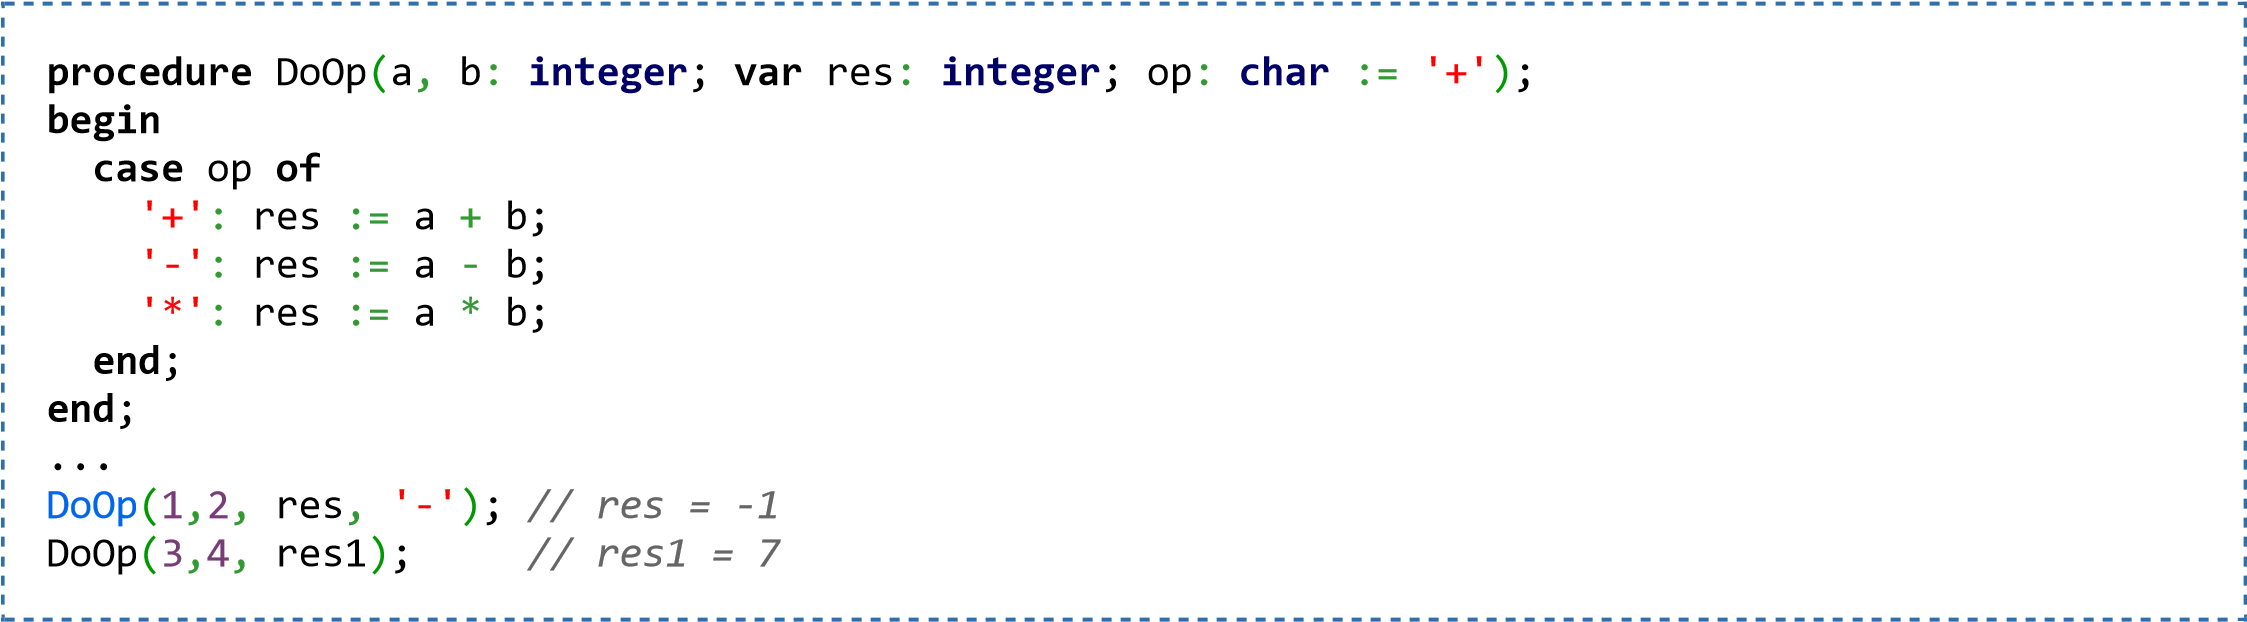 procedure DoOp(a, b: integer; var res: integer; op: char := '+');
begin
  case op of
    '+': res := a + b;
    '-': res := a - b;
    '*': res := a * b;
  end;
end;
...
DoOp(1,2, res, '-'); // res = -1
DoOp(3,4, res1);     // res1 = 7